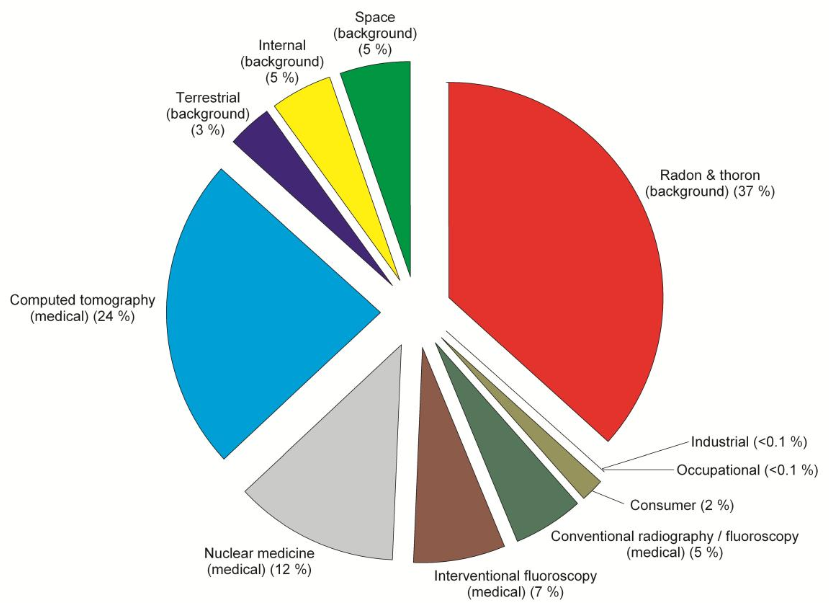 Space
(background)
(5 %)
Internal
(background)
(5 %)
Terrestrial
(background)
(3 %)
Radon & thoron
(background) (37 %)
Computed tomography
(medical) (24 %)
Industrial (<0.1 %)
Occupational (<0.1 %)
Consumer (2 %)
Conventional radiography / fluoroscopy
(medical) (5 %)
Nuclear medicine
(medical) (12 %)
Interventional fluoroscopy
(medical) (7 %)